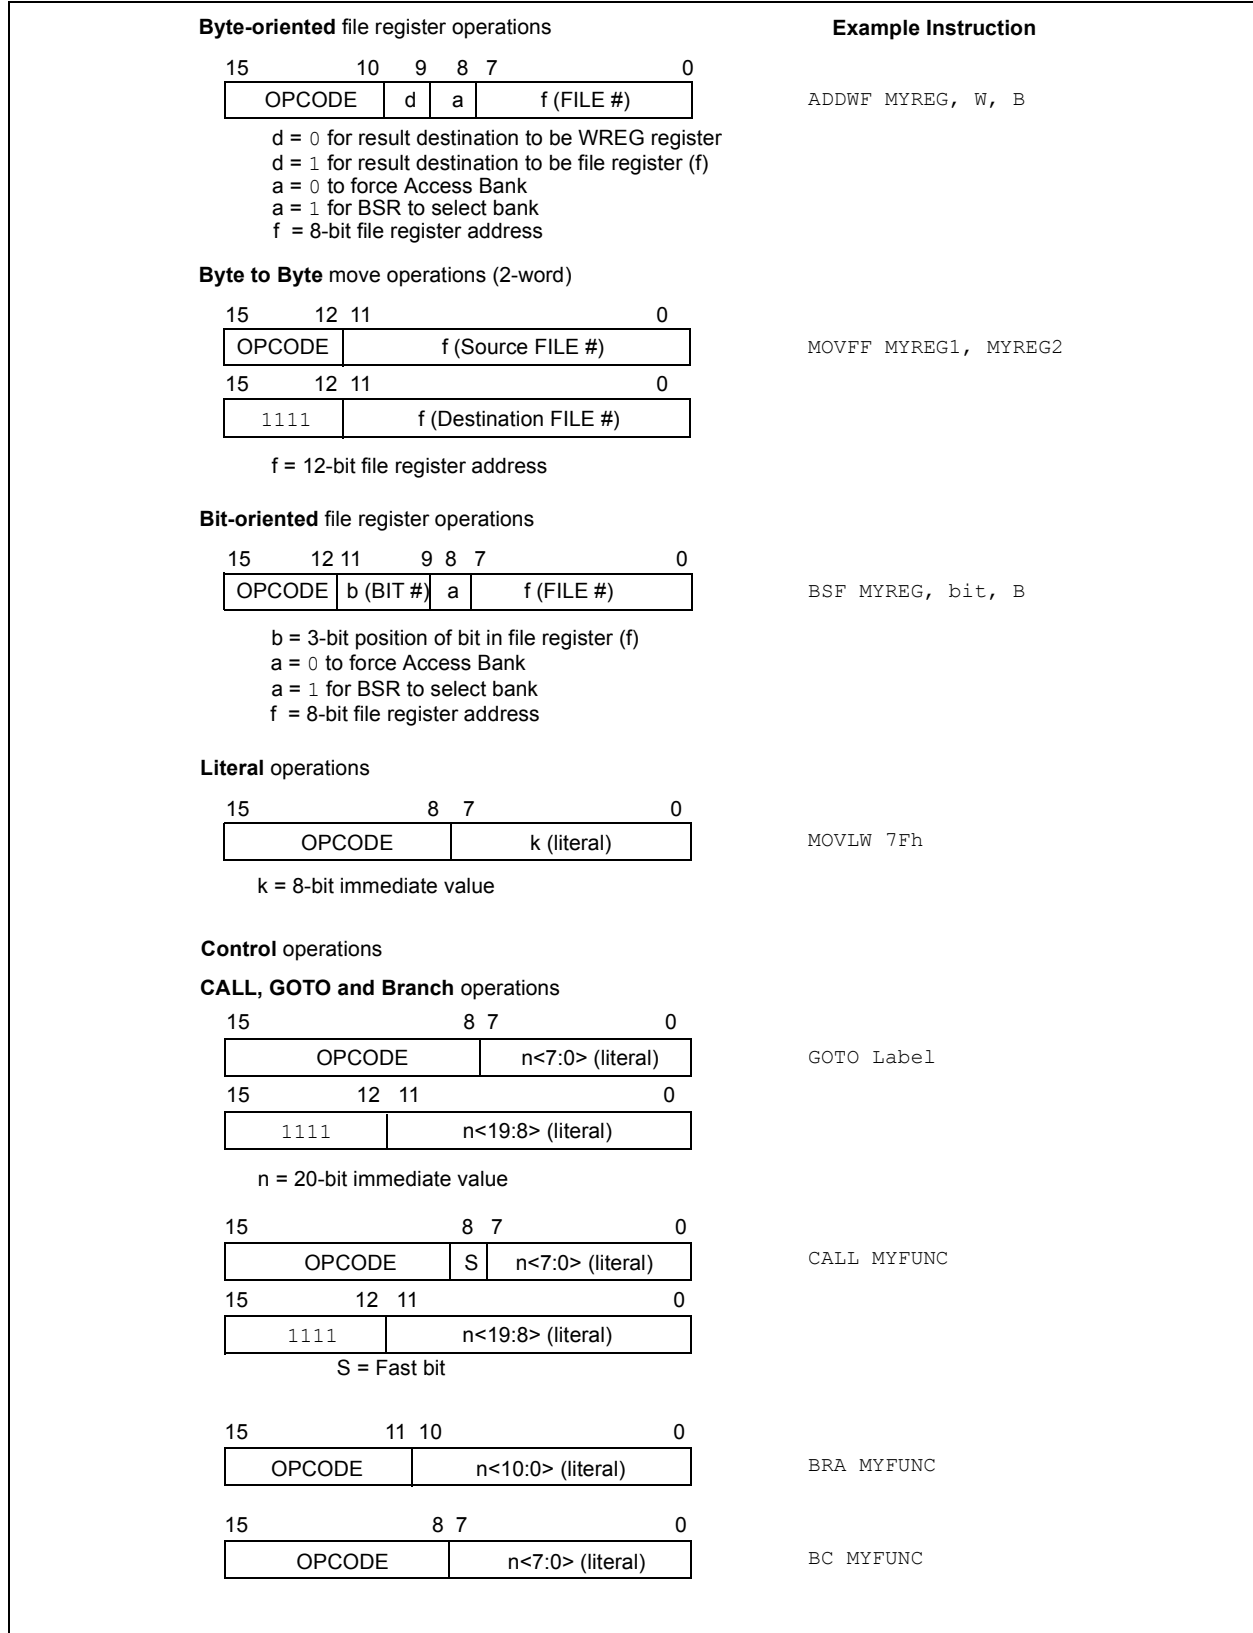 Byte-oriented file register operations Example Instruction
15 10 9 8 7 0
OPCODE d a f (FILE #) ADDWF MYREG, W, B
d = 0 for result destination to be WREG register
d = 1 for result destination to be file register (f)
a = 0 to force Access Bank
a = 1 for BSR to select bank
f = 8-bit file register address
Byte to Byte move operations (2-word)
15 12 11 0
OPCODE f (Source FILE #) MOVFF MYREG1, MYREG2
15 12 11 0
1111 f (Destination FILE #)
f = 12-bit file register address
Bit-oriented file register operations
15 12 11 9 8 7 0
OPCODE b (BIT #) a f (FILE #) BSF MYREG, bit, B
b = 3-bit position of bit in file register (f)
a = 0 to force Access Bank
a = 1 for BSR to select bank
f = 8-bit file register address
Literal operations
15 8 7 0
OPCODE k (literal) MOVLW 7Fh
k = 8-bit immediate value
Control operations
CALL, GOTO and Branch operations
15 8 7 0
OPCODE n<7:0> (literal) GOTO Label
15 12 11 0
1111 n<19:8> (literal)
n = 20-bit immediate value
15 8 7 0
OPCODE S n<7:0> (literal) CALL MYFUNC
15 12 11 0
1111 n<19:8> (literal)
S = Fast bit
15 11 10 0
OPCODE n<10:0> (literal) BRA MYFUNC
15 8 7 0
OPCODE n<7:0> (literal) BC MYFUNC